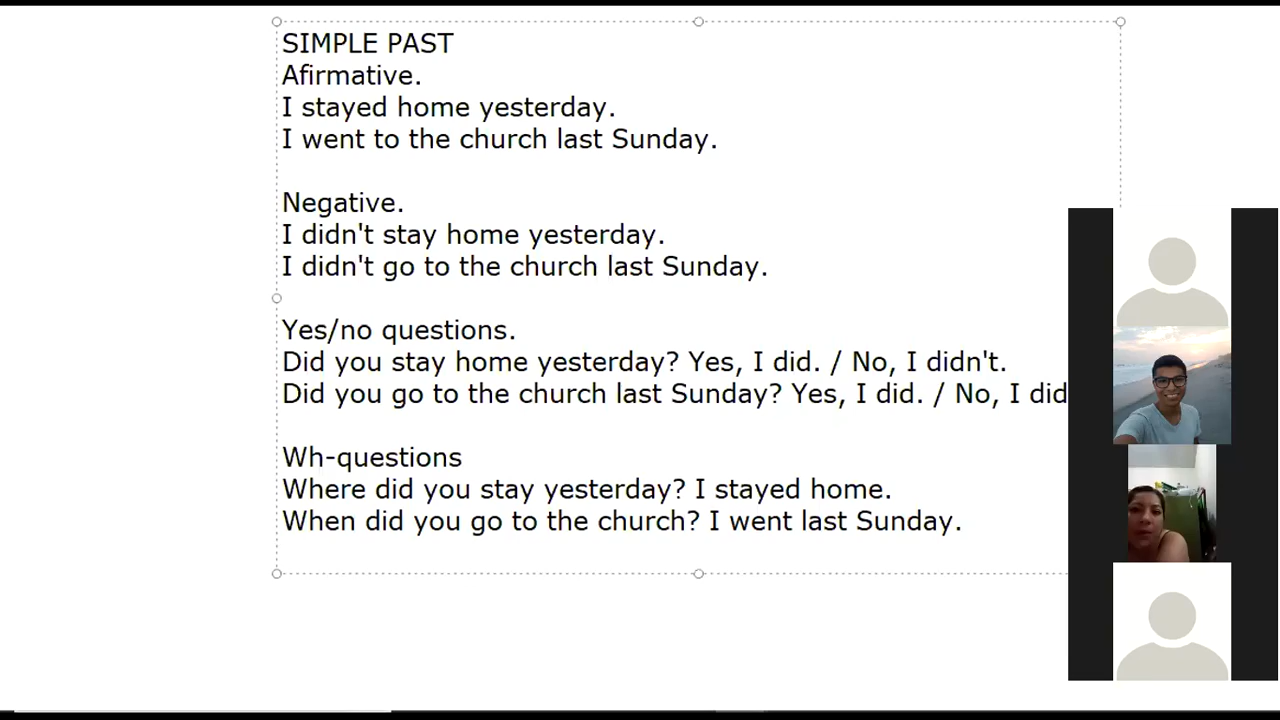 SIMPLE PAST
Afirmative.
I stayed home yesterday.
I went to the church last Sunday.
Negative.
I didn't stay home yesterday.
I didn't go to the church last Sunday.
Yes/no questions.
Did you stay home yesterday? Yes, I did. / No, I didn't.
Did you go to the church last Sunday? Yes, I did. / No, I did
Wh-questions
Where did you stay yesterday? I stayed home.
When did you go to the church? I went last Sunday.